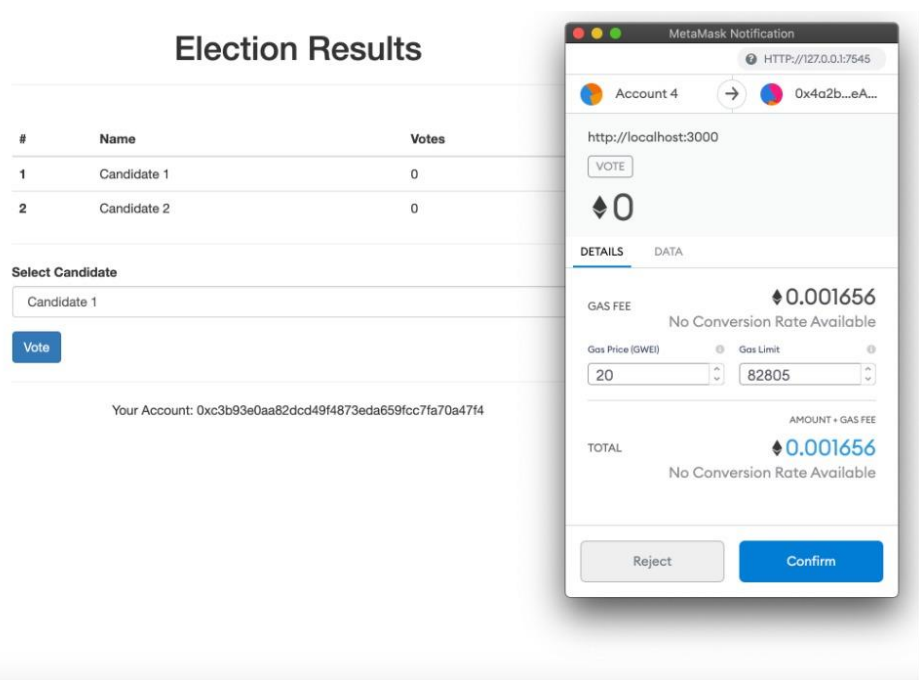 Election Results
# Name Votes
1 Candidate 1 0
2 Candidate 2 0
Select Candidate
Candidate 1
Vote
Your Account: 0xc3b93e0aa82dcd49f4873eda659fcc7fa70a47f4
MetaMask Notification
HTTP://127.0.0.1:7545
Account 4 → 0x4a2b...eA...
http://localhost:3000
VOTE
0
DETAILS DATA
GAS FEE 0.001656
No Conversion Rate Available
Gas Price (GWEI) Gas Limit
20 82805
AMOUNT + GAS FEE
TOTAL 0.001656
No Conversion Rate Available
Reject Confirm